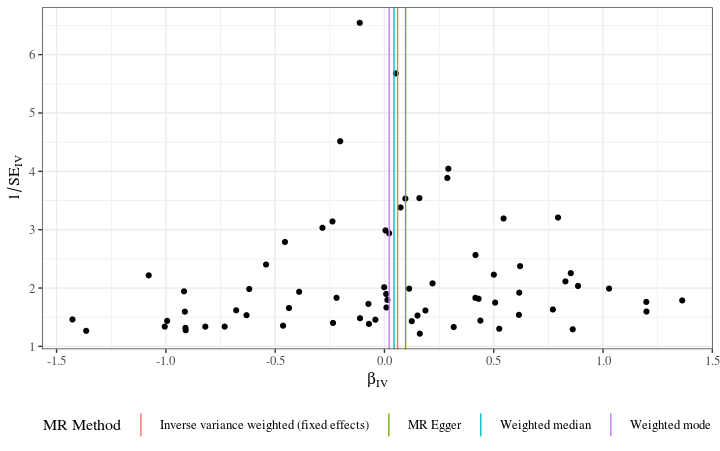 6
5
4
3
2
1
1/SE_IV
-1.5 -1.0 -0.5 0.0 0.5 1.0 1.5
β_IV
MR Method Inverse variance weighted (fixed effects) MR Egger Weighted median Weighted mode